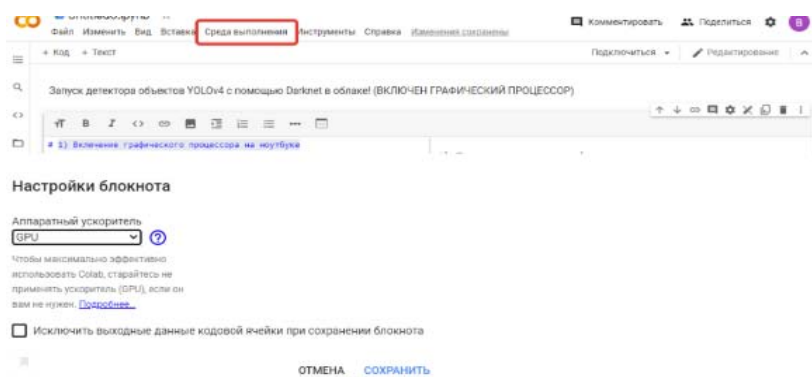 Файл Изменить Вид Вставка Среда выполнения Инструменты Справка Изменения сохранены
Комментировать Поделиться В
+ Код + Текст
Подключиться Редактирование
Запуск детектора объектов YOLOv4 с помощью Darknet в облаке! (ВКЛЮЧЕН ГРАФИЧЕСКИЙ ПРОЦЕССОР)
# 1) Включение графического процессора на ноутбуке
Настройки блокнота
Аппаратный ускоритель
GPU
Чтобы максимально эффективно
использовать Colab, старайтесь не
применять ускоритель (GPU), если он
вам не нужен. Подробнее...
Исключить выходные данные кодовой ячейки при сохранении блокнота
ОТМЕНА СОХРАНИТЬ